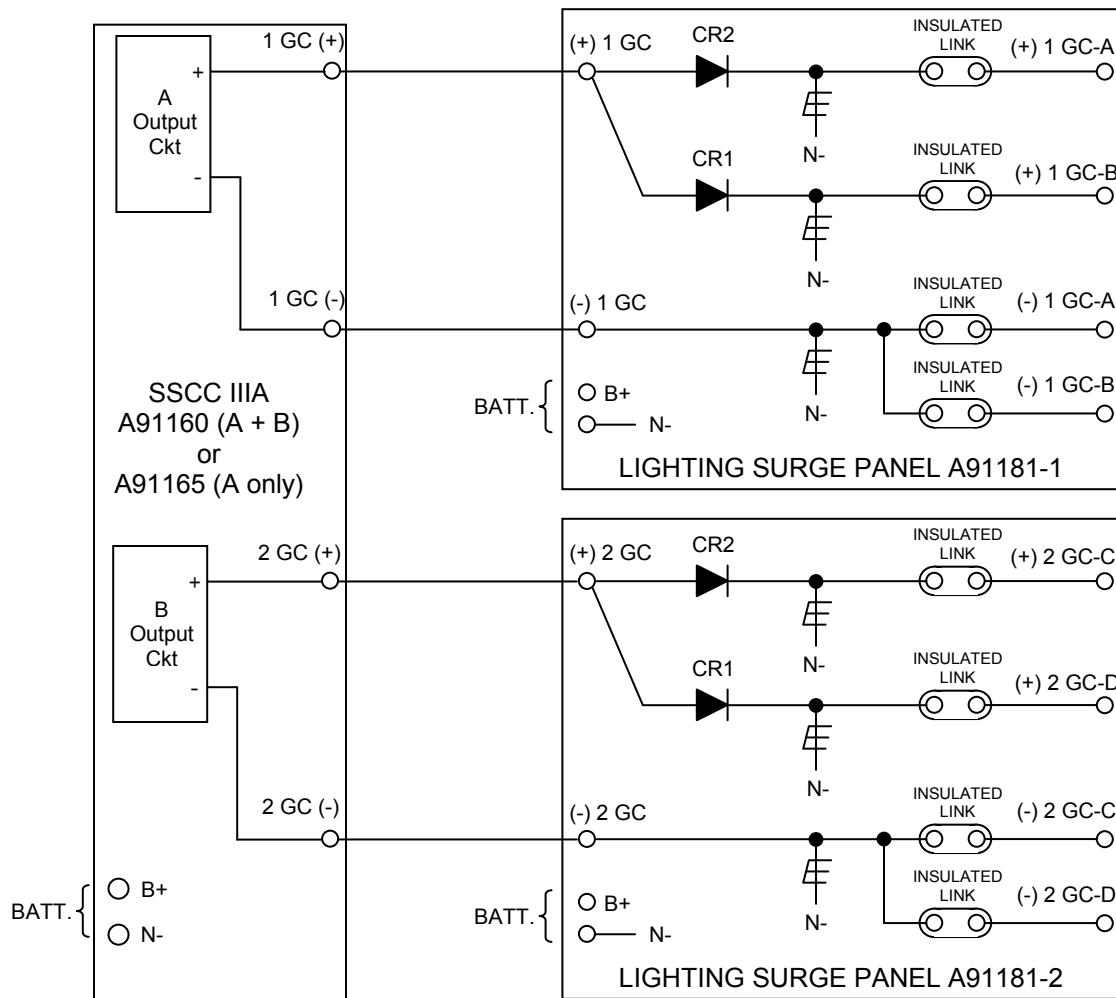 1 GC (+)
+
A
Output
Ckt
-
1 GC (-)
SSCC IIIA
A91160 (A + B)
or
A91165 (A only)
2 GC (+)
+
B
Output
Ckt
-
2 GC (-)
BATT. { B+
N-
(+) 1 GC
CR2
INSULATED
LINK
(+) 1 GC-A
N-
CR1
INSULATED
LINK
(+) 1 GC-B
N-
(-) 1 GC
INSULATED
LINK
(-) 1 GC-A
INSULATED
LINK
(-) 1 GC-B
N-
BATT. { B+
N-
LIGHTING SURGE PANEL A91181-1
(+) 2 GC
CR2
INSULATED
LINK
(+) 2 GC-C
N-
CR1
INSULATED
LINK
(+) 2 GC-D
N-
(-) 2 GC
INSULATED
LINK
(-) 2 GC-C
INSULATED
LINK
(-) 2 GC-D
N-
BATT. { B+
N-
LIGHTING SURGE PANEL A91181-2